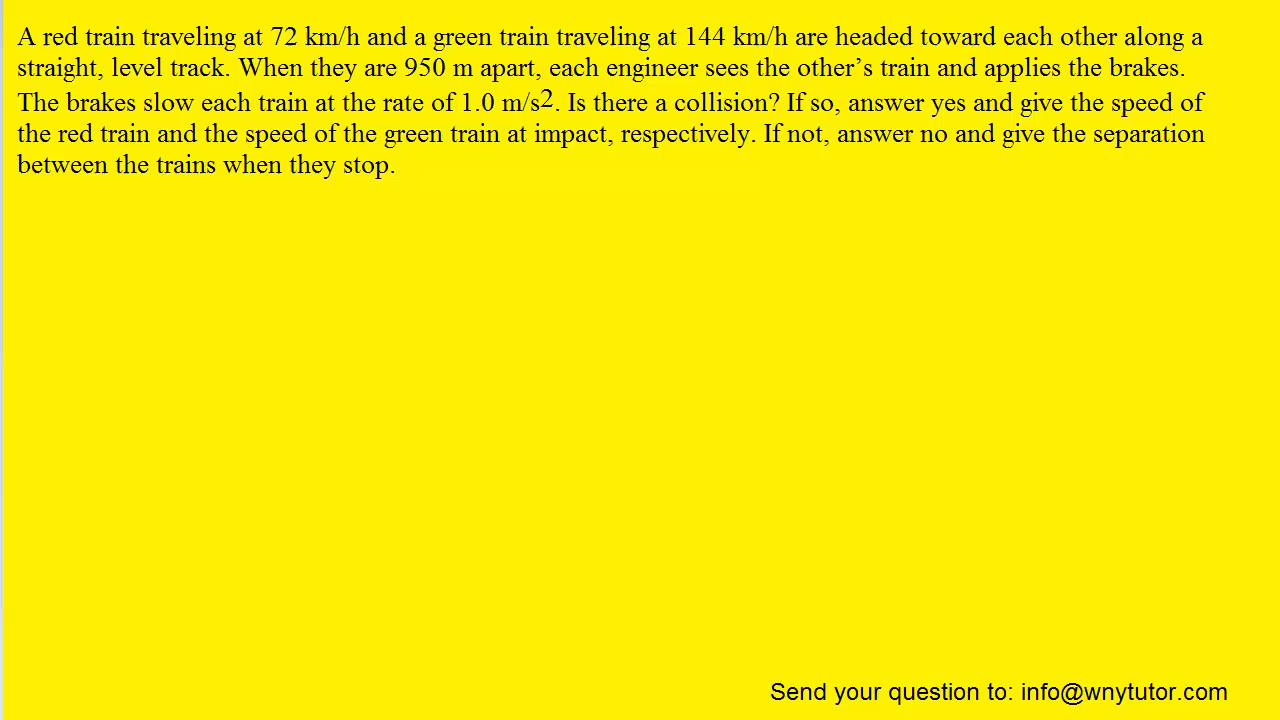 A red train traveling at 72 km/h and a green train traveling at 144 km/h are headed toward each other along a
straight, level track. When they are 950 m apart, each engineer sees the other’s train and applies the brakes.
The brakes slow each train at the rate of 1.0 m/s2. Is there a collision? If so, answer yes and give the speed of
the red train and the speed of the green train at impact, respectively. If not, answer no and give the separation
between the trains when they stop.
Send your question to: info@wnytutor.com